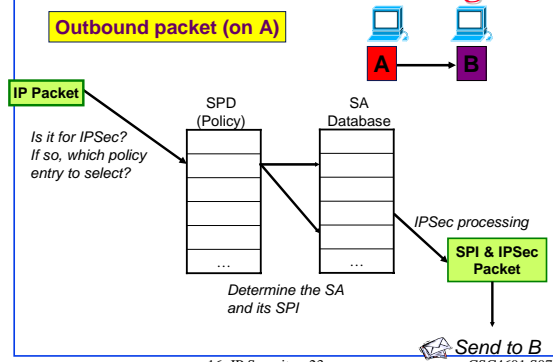 Outbound packet (on A)
A
B
IP Packet
SPD
(Policy)
SA
Database
Is it for IPSec?
If so, which policy
entry to select?
…
…
IPSec processing
SPI & IPSec
Packet
Determine the SA
and its SPI
Send to B